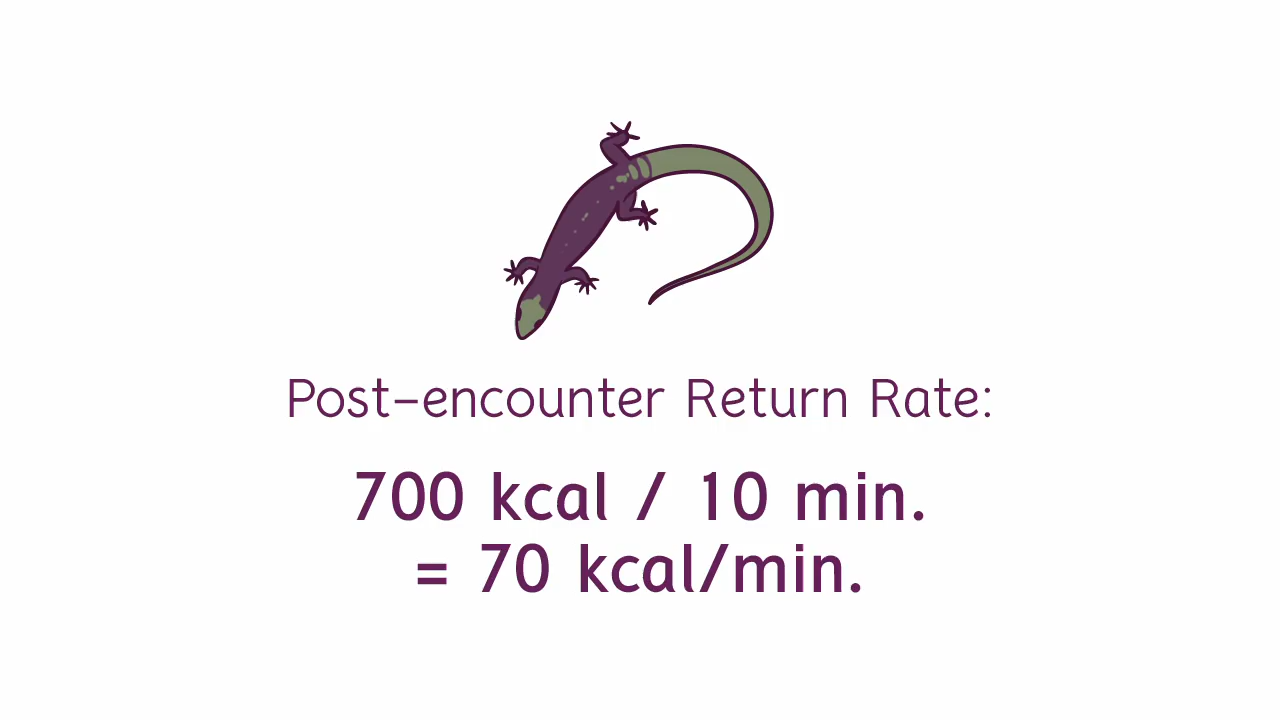 Post-encounter Return Rate:
700 kcal / 10 min.
= 70 kcal/min.